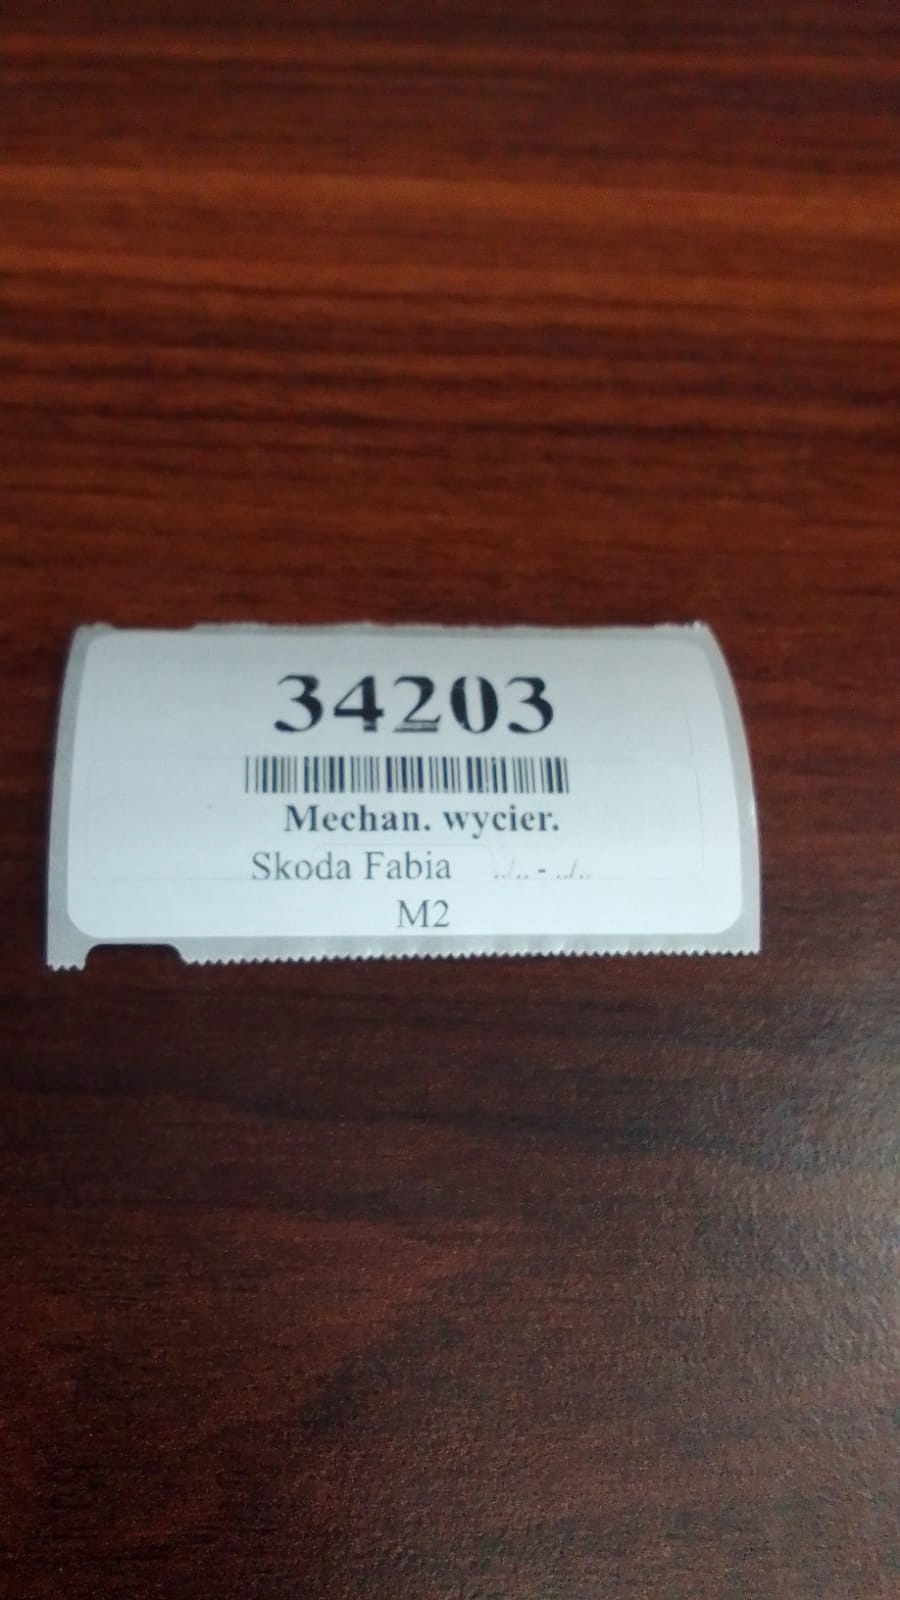 34203
Mechan. wycier.
Skoda Fabia ../.. - ../..
M2